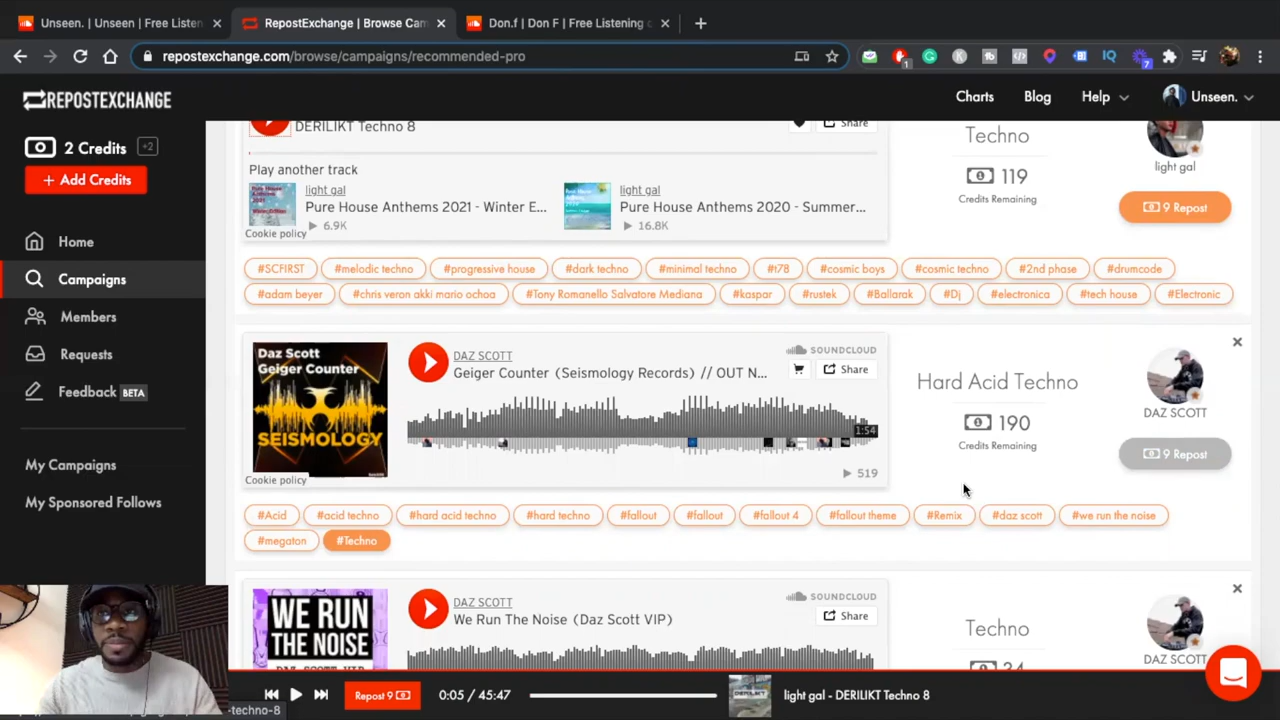 Unseen. | Unseen | Free Listen
RepostExchange | Browse Cam
Don.f | Don F | Free Listening o
repostexchange.com/browse/campaigns/recommended-pro
1
IQ
7
REPOSTEXCHANGE
Charts
Blog
Help
Unseen.
2 Credits
+2
+ Add Credits
Home
Campaigns
Members
Requests
Feedback BETA
My Campaigns
My Sponsored Follows
DERILIKT Techno 8
Share
Play another track
light gal
Pure House Anthems 2021 - Winter E...
6.9K
light gal
Pure House Anthems 2020 - Summer...
16.8K
Cookie policy
Techno
119
Credits Remaining
light gal
9 Repost
#SCFIRST
#melodic techno
#progressive house
#dark techno
#minimal techno
#t78
#cosmic boys
#cosmic techno
#2nd phase
#drumcode
#adam beyer
#chris veron akki mario ochoa
#Tony Romanello Salvatore Mediana
#kaspar
#rustek
#Ballarak
#Dj
#electronica
#tech house
#Electronic
Daz Scott
Geiger Counter
SEISMOLOGY
Cookie policy
DAZ SCOTT
Geiger Counter (Seismology Records) // OUT N...
SOUNDCLOUD
Share
1:54
519
Hard Acid Techno
190
Credits Remaining
DAZ SCOTT
9 Repost
#Acid
#acid techno
#hard acid techno
#hard techno
#fallout
#fallout
#fallout 4
#fallout theme
#Remix
#daz scott
#we run the noise
#megaton
#Techno
WE RUN
THE NOISE
DAZ SCOTT VIP
DAZ SCOTT
We Run The Noise (Daz Scott VIP)
SOUNDCLOUD
Share
Techno
34
DAZ SCOTT
Repost 9
0:05 / 45:47
light gal - DERILIKT Techno 8
-techno-8